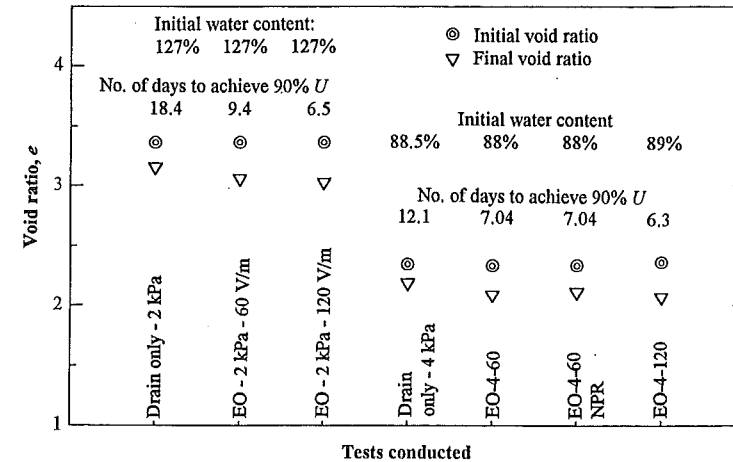 Initial water content:
127% 127% 127%
No. of days to achieve 90% U
18.4 9.4 6.5
◎ Initial void ratio
▽ Final void ratio
Initial water content
88.5% 88% 88% 89%
No. of days to achieve 90% U
12.1 7.04 7.04 6.3
Void ratio, e
4
3
2
1
Drain only - 2 kPa
EO - 2 kPa - 60 V/m
EO - 2 kPa - 120 V/m
Drain
only - 4 kPa
EO-4-60
EO-4-60
NPR
EO-4-120
Tests conducted